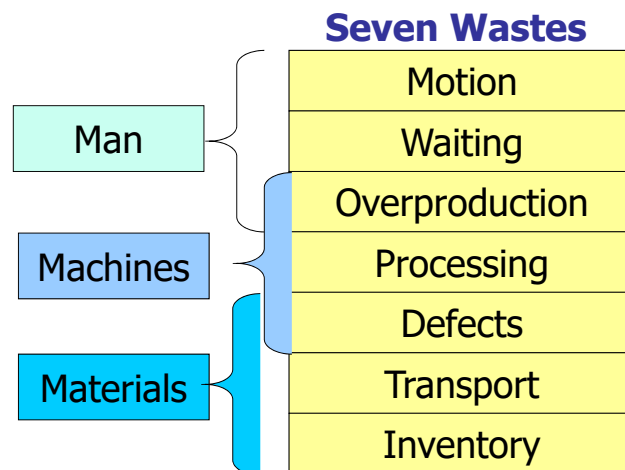 Seven Wastes
Man
Machines
Materials
Motion
Waiting
Overproduction
Processing
Defects
Transport
Inventory